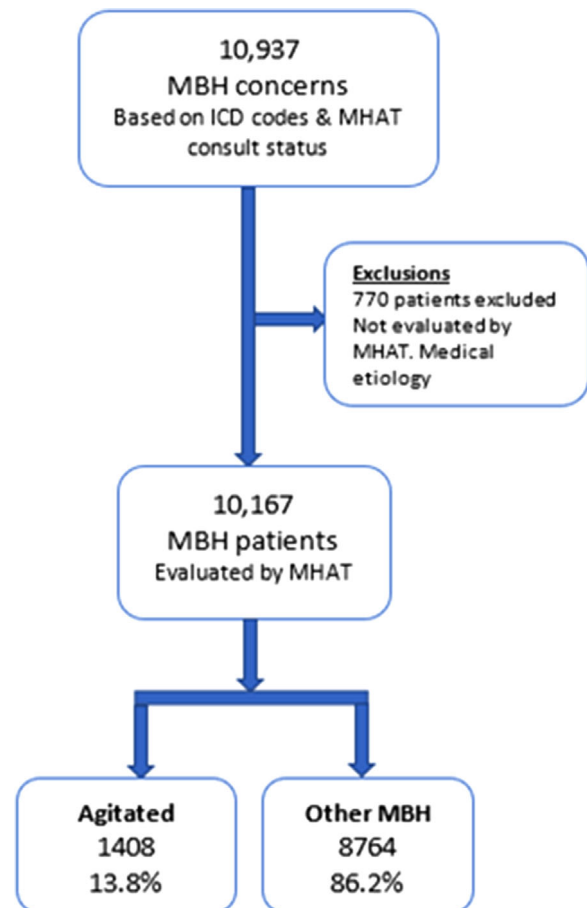 10,937
MBH concerns
Based on ICD codes & MHAT
consult status
Exclusions
770 patients excluded
Not evaluated by
MHAT. Medical
etiology
10,167
MBH patients
Evaluated by MHAT
Agitated
1408
13.8%
Other MBH
8764
86.2%